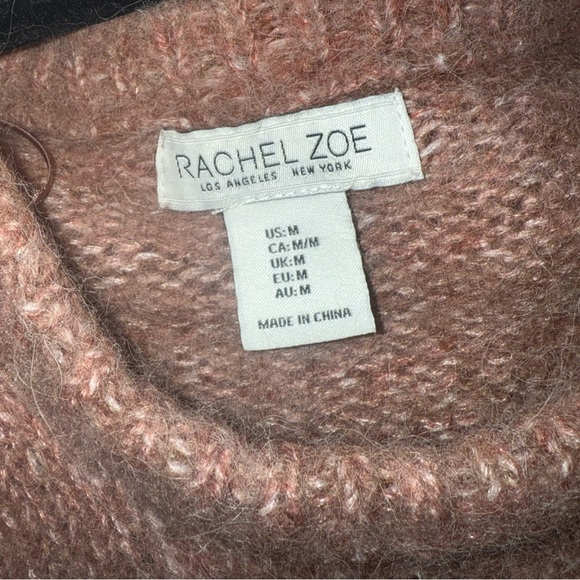 RACHEL ZOE
LOS ANGELES NEW YORK
US: M
CA: M/M
UK: M
EU: M
AU: M
MADE IN CHINA